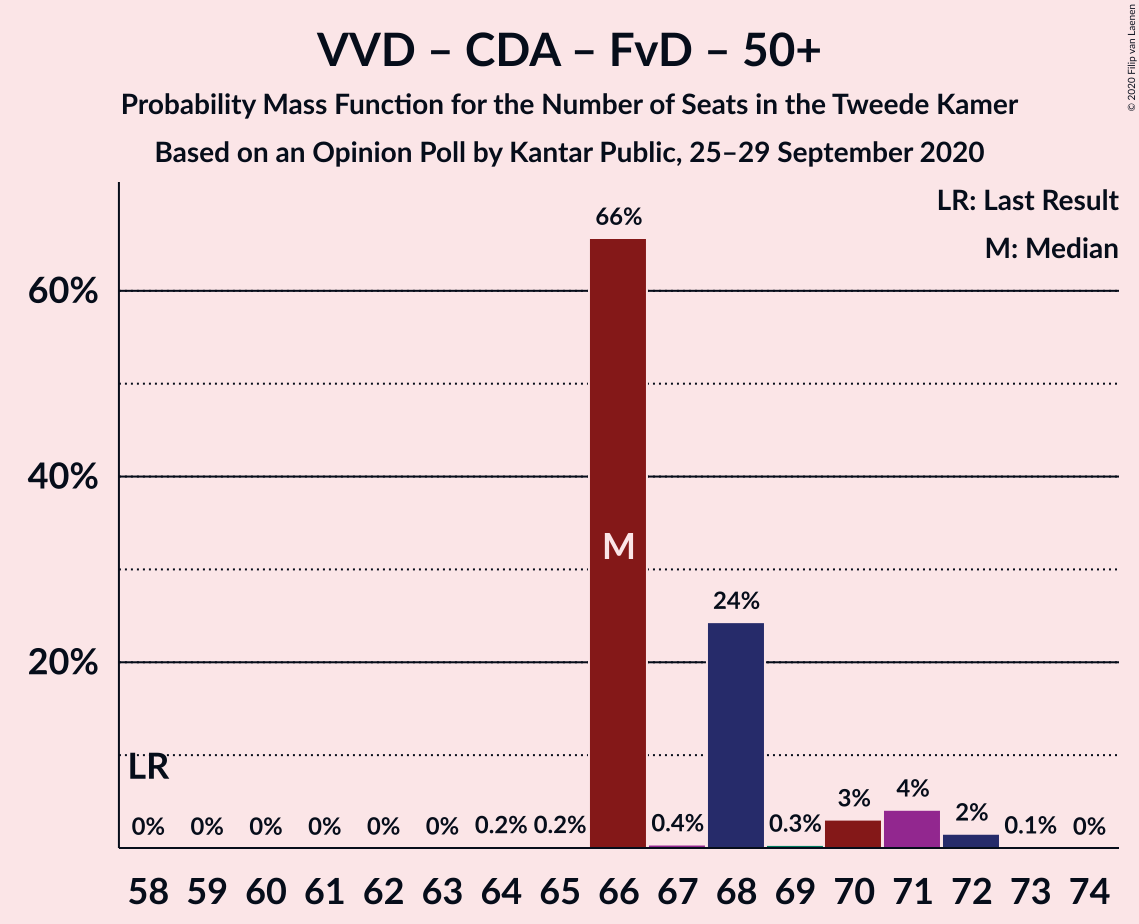 VVD – CDA – FvD – 50+
Probability Mass Function for the Number of Seats in the Tweede Kamer
Based on an Opinion Poll by Kantar Public, 25–29 September 2020
© 2020 Filip van Laenen
LR: Last Result
M: Median
66%
60%
40%
M
24%
20%
LR
0% 0% 0% 0% 0% 0% 0.2% 0.2% 0.4% 0.3% 3% 4% 2% 0.1% 0%
58 59 60 61 62 63 64 65 66 67 68 69 70 71 72 73 74